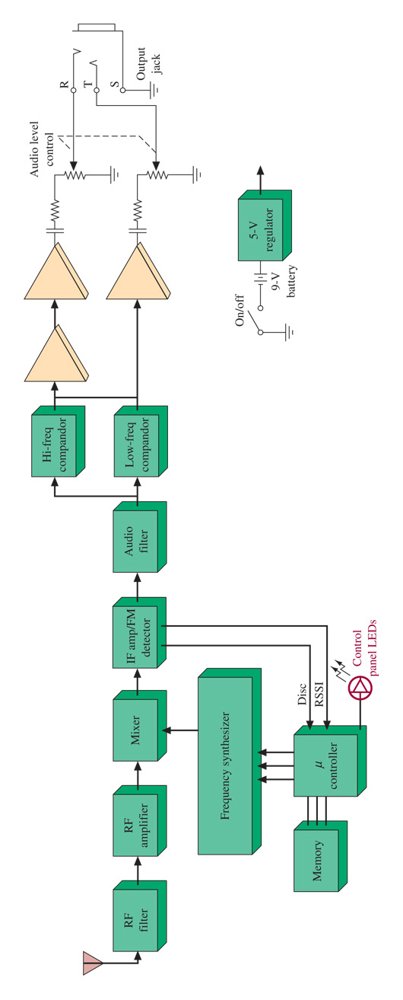 RF
filter
RF
amplifier
Mixer
IF amp/FM
detector
Audio
filter
Hi-freq
compandor
Low-freq
compandor
Audio level
control
R
T
S
Output
jack
Frequency synthesizer
Memory
μ
controller
Disc
RSSI
Control
panel LEDs
On/off
9-V
battery
5-V
regulator